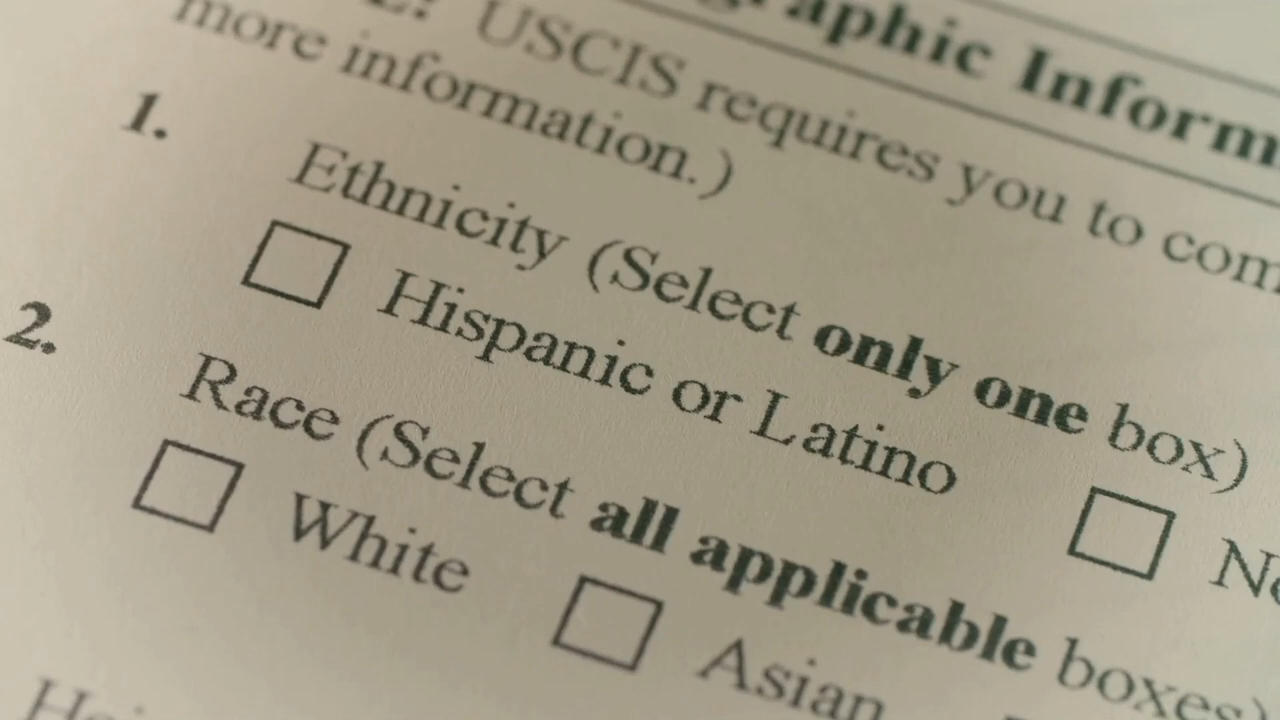 graphic Inform
E: USCIS requires you to com
more information.)
1. Ethnicity (Select only one box)
Hispanic or Latino
2. Race (Select all applicable boxes)
White Asian